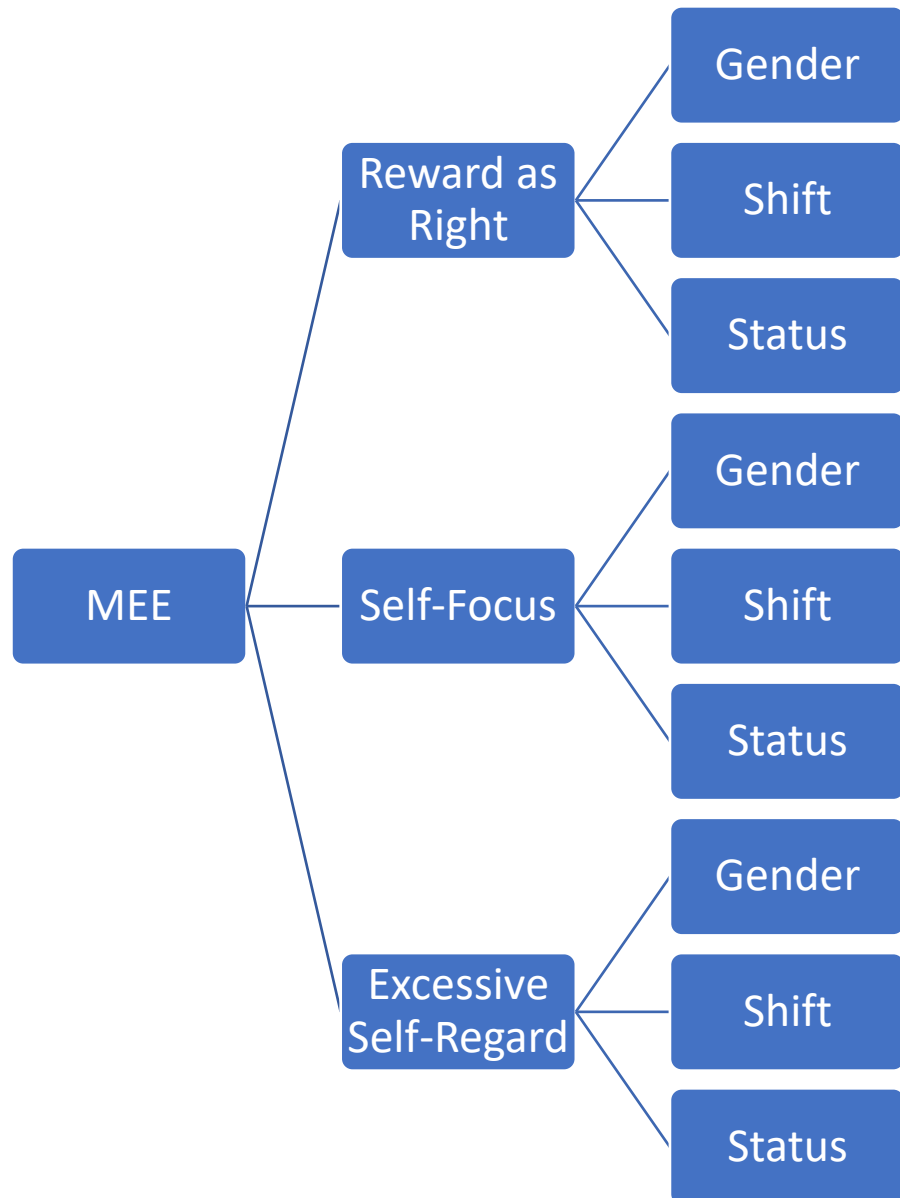 MEE
Reward as
Right
Gender
Shift
Status
Self-Focus
Gender
Shift
Status
Excessive
Self-Regard
Gender
Shift
Status